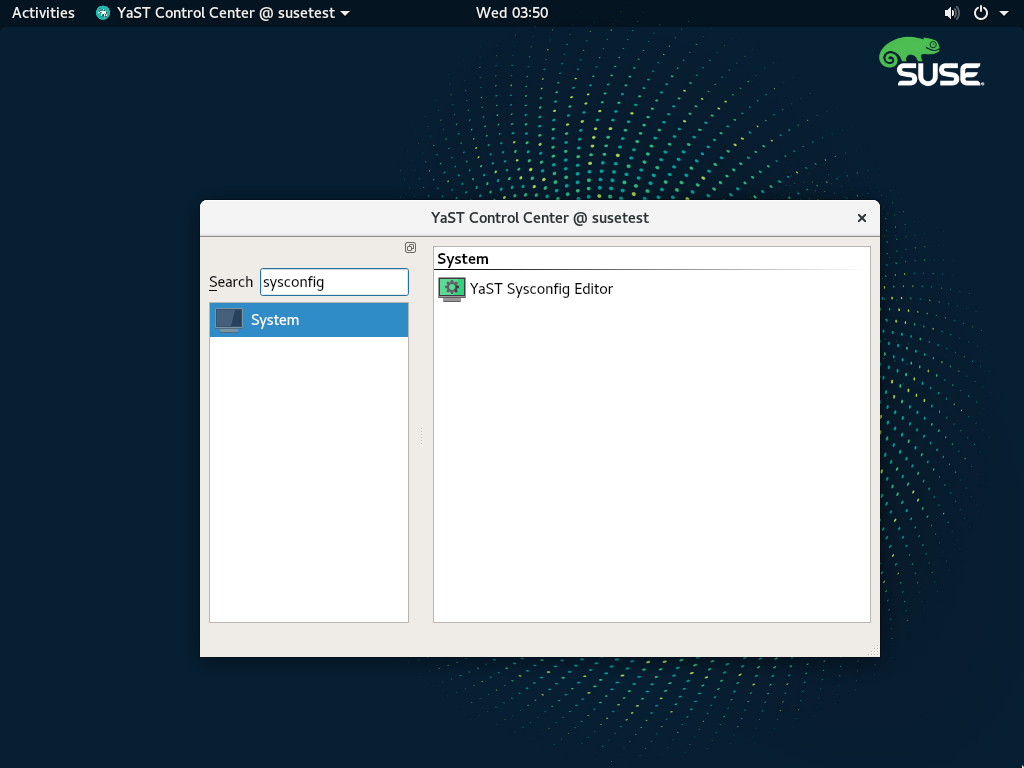 Activities
YaST Control Center @ susetest
Wed 03:50
SUSE
YaST Control Center @ susetest
Search
sysconfig
System
System
YaST Sysconfig Editor